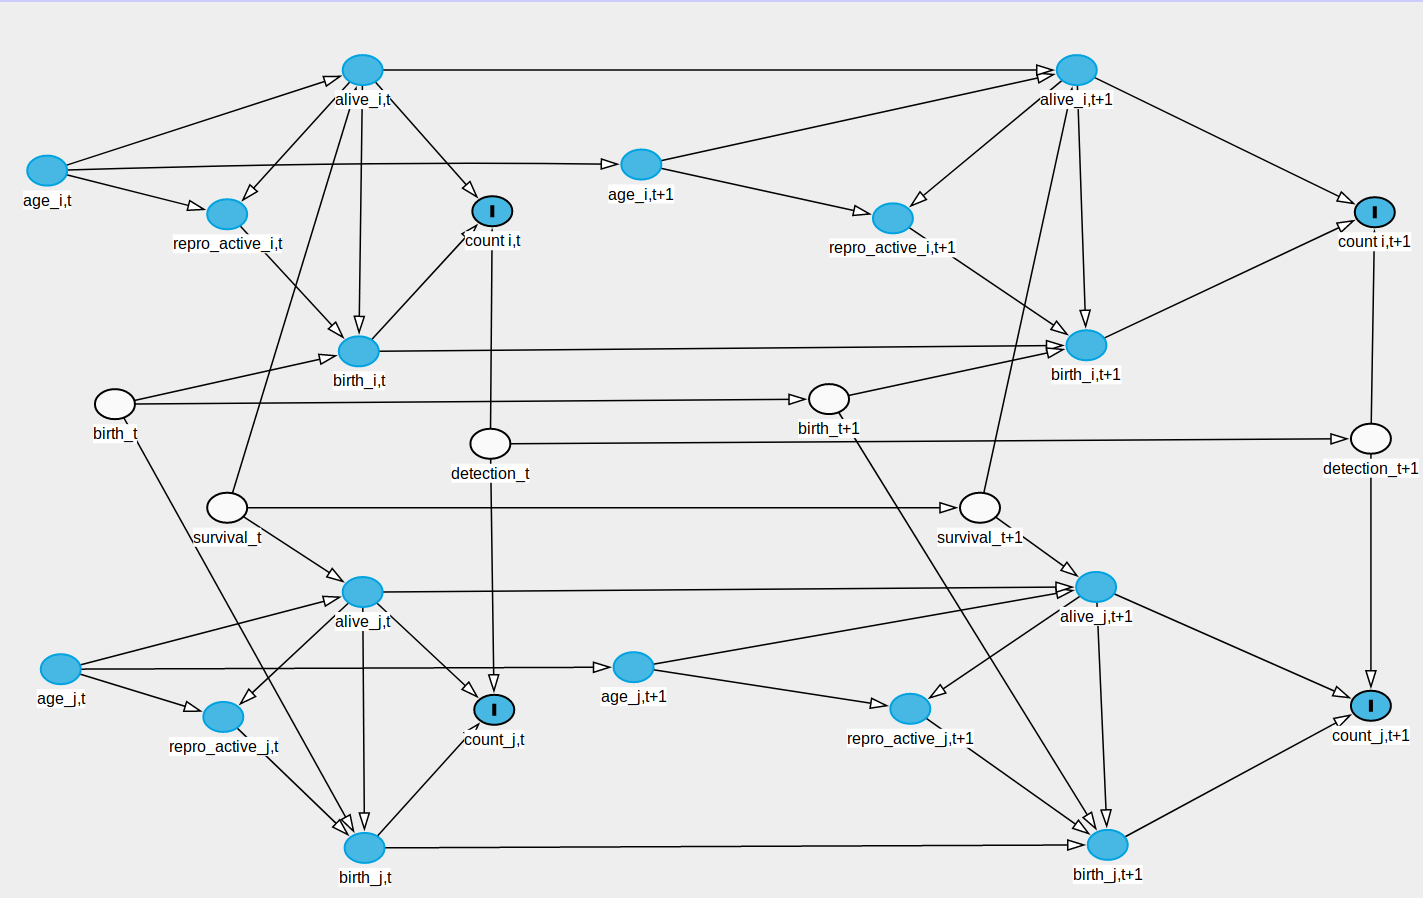 alive_i,t
alive_i,t+1
age_i,t
age_i,t+1
repro_active_i,t
count i,t
repro_active_i,t+1
count i,t+1
birth_i,t
birth_i,t+1
birth_t
birth_t+1
detection_t
detection_t+1
survival_t
survival_t+1
alive_j,t
alive_j,t+1
age_j,t
age_j,t+1
repro_active_j,t
count_j,t
repro_active_j,t+1
count_j,t+1
birth_j,t
birth_j,t+1